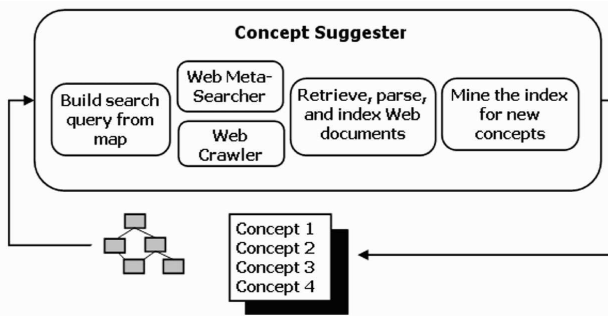 Concept Suggester
Build search
query from
map
Web Meta-
Searcher
Web
Crawler
Retrieve, parse,
and index Web
documents
Mine the index
for new
concepts
Concept 1
Concept 2
Concept 3
Concept 4